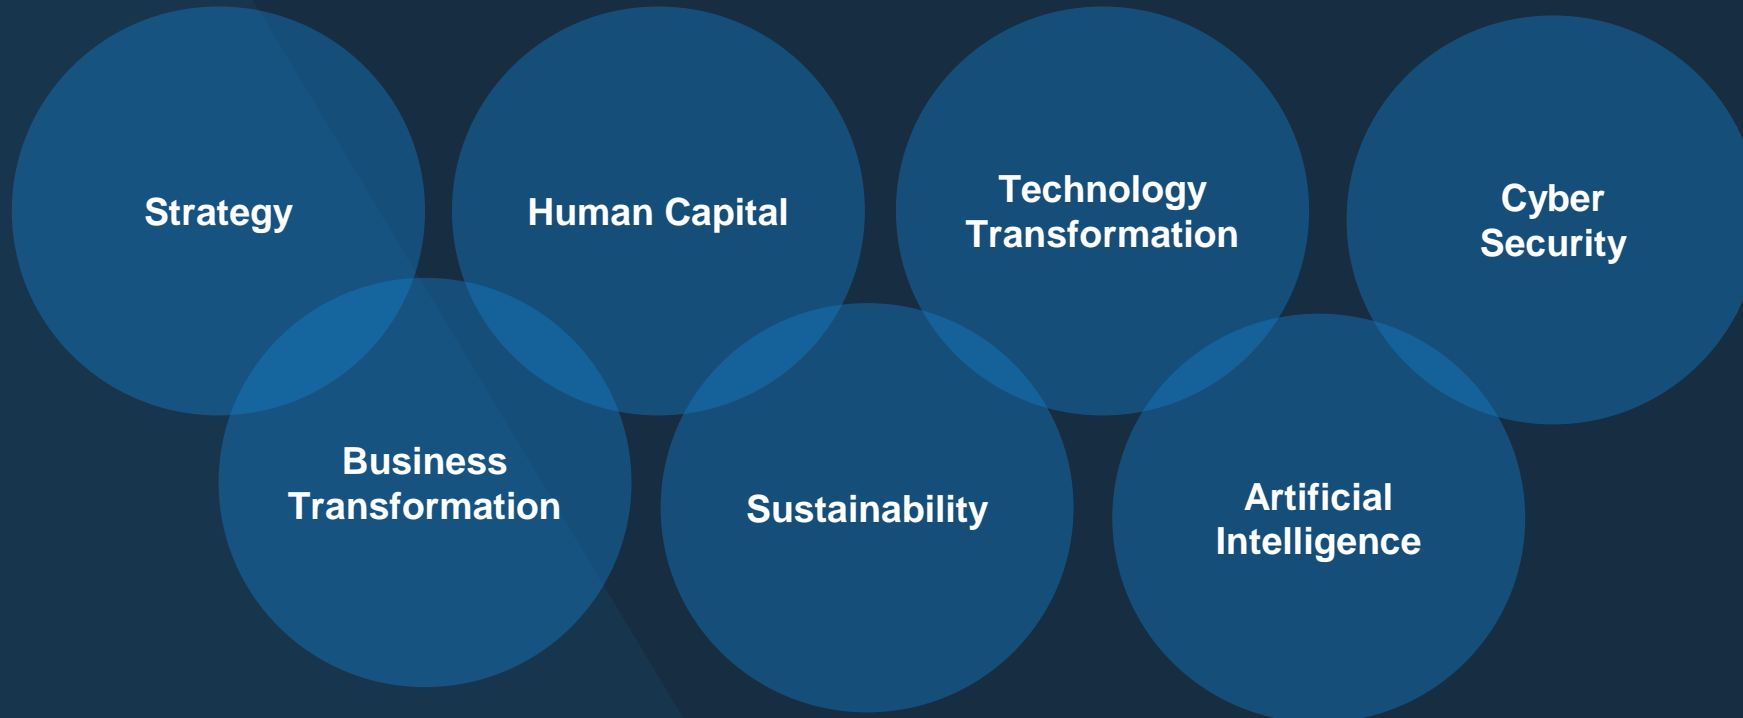 Strategy
Human Capital
Technology
Transformation
Cyber
Security
Business
Transformation
Sustainability
Artificial
Intelligence